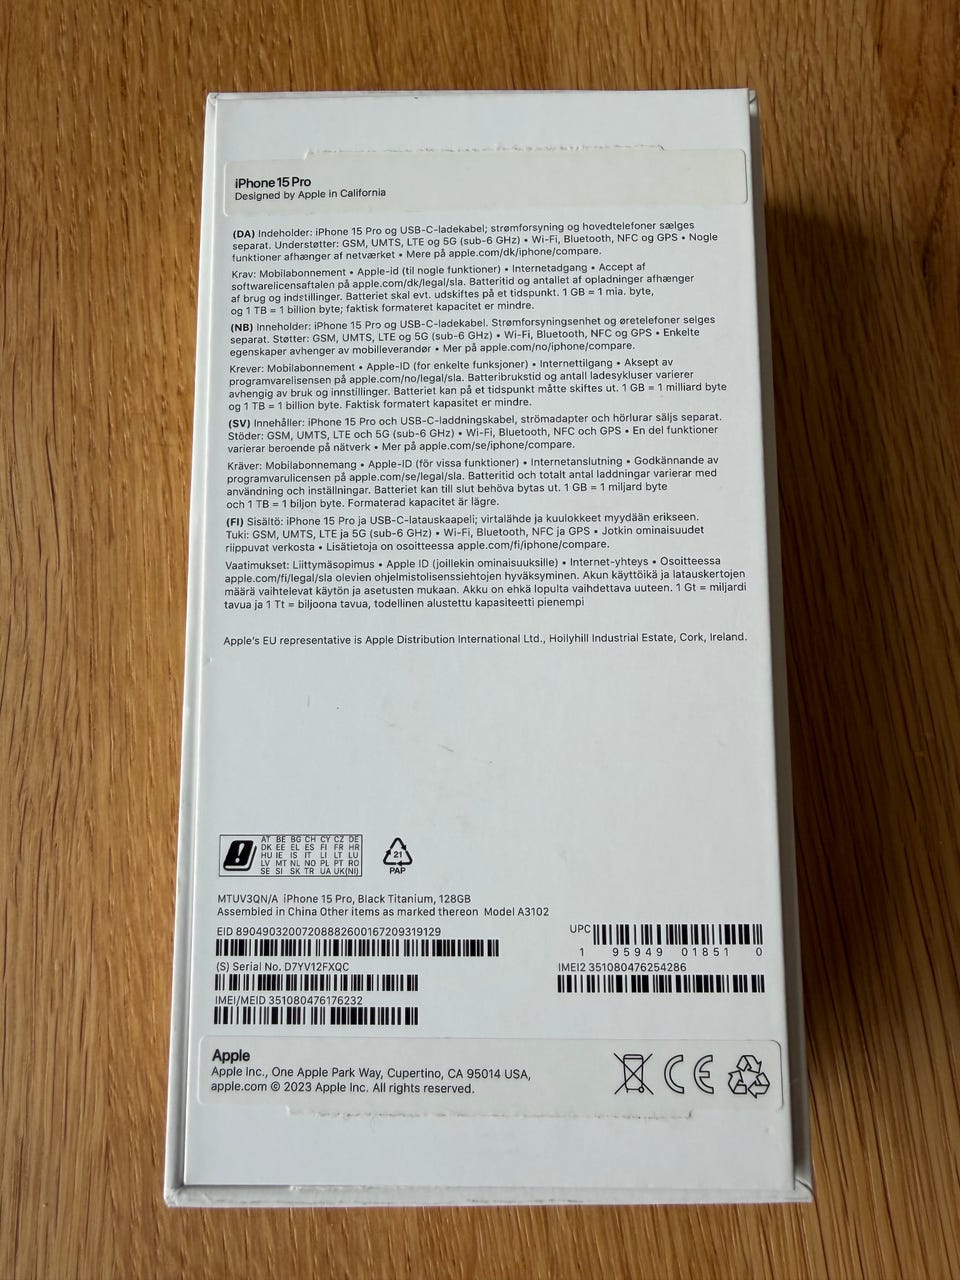 iPhone 15 Pro
Designed by Apple in California
(DA) Indeholder: iPhone 15 Pro og USB-C-ladekabel; strømforsyning og hovedtelefoner sælges
separat. Understøtter: GSM, UMTS, LTE og 5G (sub-6 GHz) • Wi-Fi, Bluetooth, NFC og GPS • Nogle
funktioner afhænger af netværket • Mere på apple.com/dk/iphone/compare.
Krav: Mobilabonnement • Apple-id (til nogle funktioner) • Internetadgang • Accept af
softwarelicensaftalen på apple.com/dk/legal/sla. Batteritid og antallet af opladninger afhænger
af brug og indstillinger. Batteriet skal evt. udskiftes på et tidspunkt. 1 GB = 1 mia. byte,
og 1 TB = 1 billion byte; faktisk formateret kapacitet er mindre.
(NB) Inneholder: iPhone 15 Pro og USB-C-ladekabel. Strømforsyningsenhet og øretelefoner selges
separat. Støtter: GSM, UMTS, LTE og 5G (sub-6 GHz) • Wi-Fi, Bluetooth, NFC og GPS • Enkelte
egenskaper avhenger av mobilleverandør • Mer på apple.com/no/iphone/compare.
Krever: Mobilabonnement • Apple-ID (for enkelte funksjoner) • Internettilgang • Aksept av
programvarelisensen på apple.com/no/legal/sla. Batteribrukstid og antall ladesykluser varierer
avhengig av bruk og innstillinger. Batteriet kan på et tidspunkt måtte skiftes ut. 1 GB = 1 milliard byte
og 1 TB = 1 billion byte. Faktisk formatert kapasitet er mindre.
(SV) Innehåller: iPhone 15 Pro och USB-C-laddningskabel, strömadapter och hörlurar säljs separat.
Stöder: GSM, UMTS, LTE och 5G (sub-6 GHz) • Wi-Fi, Bluetooth, NFC och GPS • En del funktioner
varierar beroende på nätverk • Mer på apple.com/se/iphone/compare.
Kräver: Mobilabonnemang • Apple-ID (för vissa funktioner) • Internetanslutning • Godkännande av
programvarulicensen på apple.com/se/legal/sla. Batteritid och totalt antal laddningar varierar med
användning och inställningar. Batteriet kan till slut behöva bytas ut. 1 GB = 1 miljard byte
och 1 TB = 1 biljon byte. Formaterad kapacitet är lägre.
(FI) Sisältö: iPhone 15 Pro ja USB-C-latauskaapeli; virtalähde ja kuulokkeet myydään erikseen.
Tuki: GSM, UMTS, LTE ja 5G (sub-6 GHz) • Wi-Fi, Bluetooth, NFC ja GPS • Jotkin ominaisuudet
riippuvat verkosta • Lisätietoja on osoitteessa apple.com/fi/iphone/compare.
Vaatimukset: Liittymäsopimus • Apple ID (joillekin ominaisuuksille) • Internet-yhteys • Osoitteessa
apple.com/fi/legal/sla olevien ohjelmistolisenssiehtojen hyväksyminen. Akun käyttöikä ja latauskertojen
määrä vaihtelevat käytön ja asetusten mukaan. Akku on ehkä lopulta vaihdettava uuteen. 1 Gt = miljardi
tavua ja 1 Tt = biljoona tavua, todellinen alustettu kapasiteetti pienempi
Apple's EU representative is Apple Distribution International Ltd., Hollyhill Industrial Estate, Cork, Ireland.
AT BE BG CH CY CZ DE
DK EE EL ES FI FR HR
HU IE IS IT LI LT LU
LV MT NL NO PL PT RO
SE SI SK TR UA UK(NI)
21
PAP
MTUV3QN/A iPhone 15 Pro, Black Titanium, 128GB
Assembled in China Other items as marked thereon Model A3102
EID 89049032007208882600167209319129
UPC
1 95949 01851 0
(S) Serial No. D7YV12FXQC
IMEI2 351080476254286
IMEI/MEID 351080476176232
Apple
Apple Inc., One Apple Park Way, Cupertino, CA 95014 USA,
apple.com © 2023 Apple Inc. All rights reserved.
CE